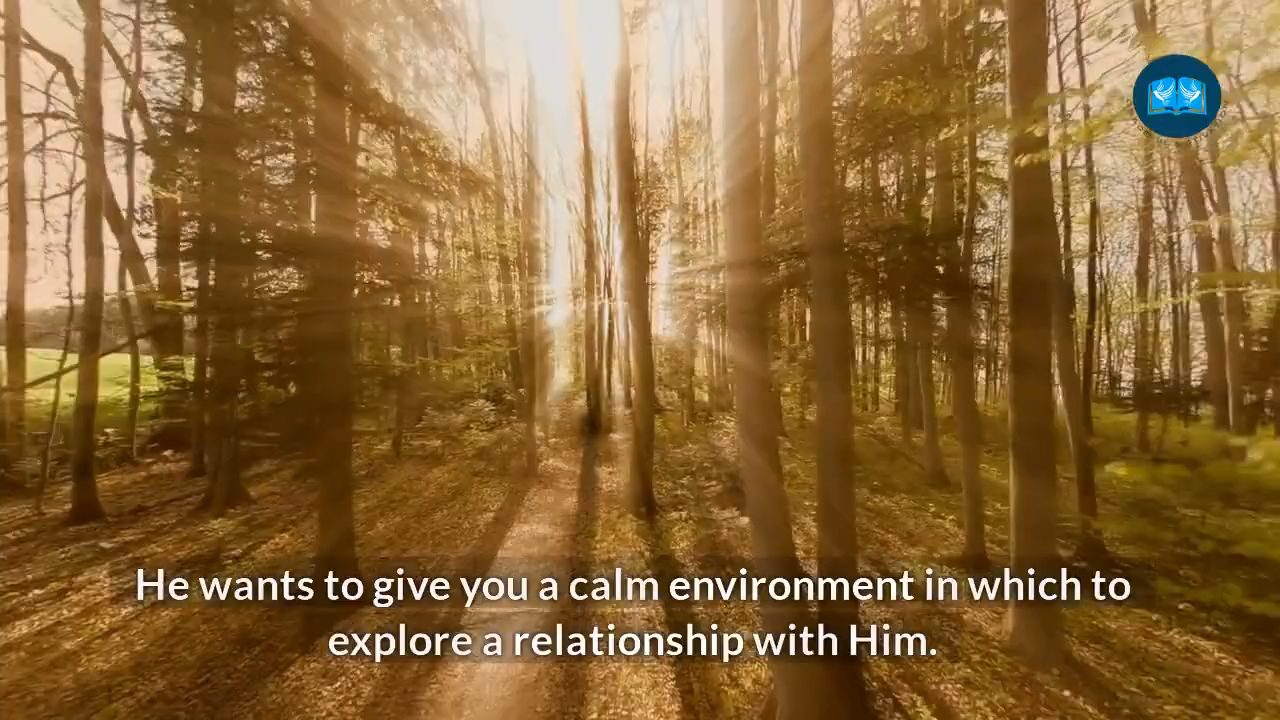 He wants to give you a calm environment in which to
explore a relationship with Him.